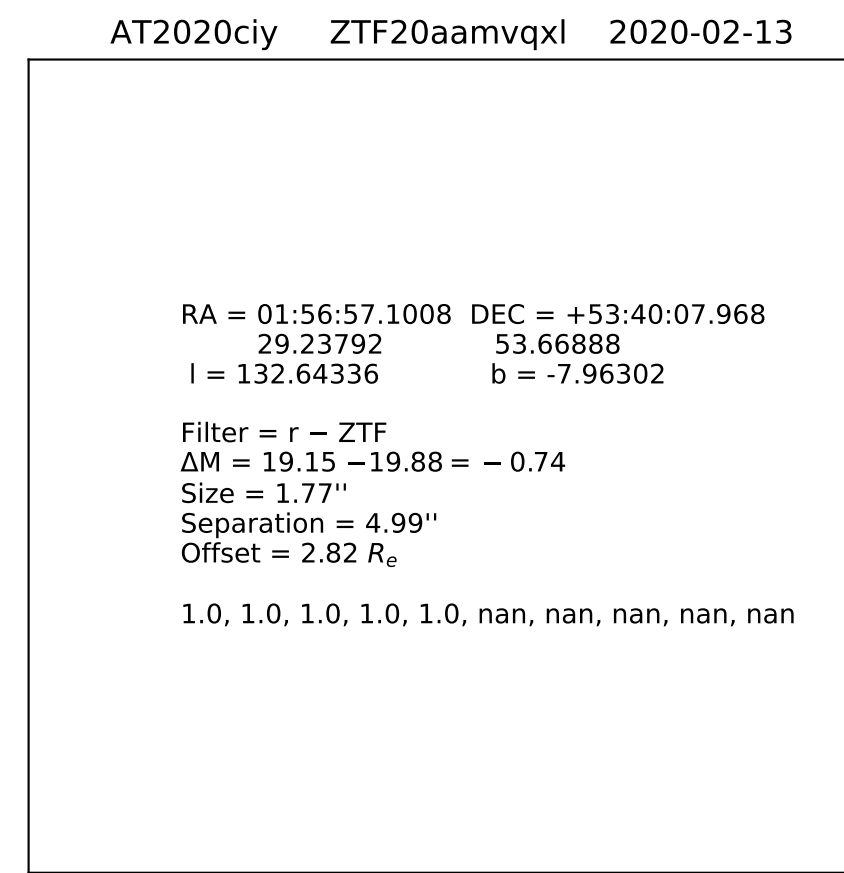 AT2020ciy ZTF20aamvqxl 2020-02-13
RA = 01:56:57.1008 DEC = +53:40:07.968
29.23792 53.66888
l = 132.64336 b = -7.96302
Filter = r − ZTF
ΔM = 19.15 −19.88 = − 0.74
Size = 1.77''
Separation = 4.99''
Offset = 2.82 Re
1.0, 1.0, 1.0, 1.0, 1.0, nan, nan, nan, nan, nan